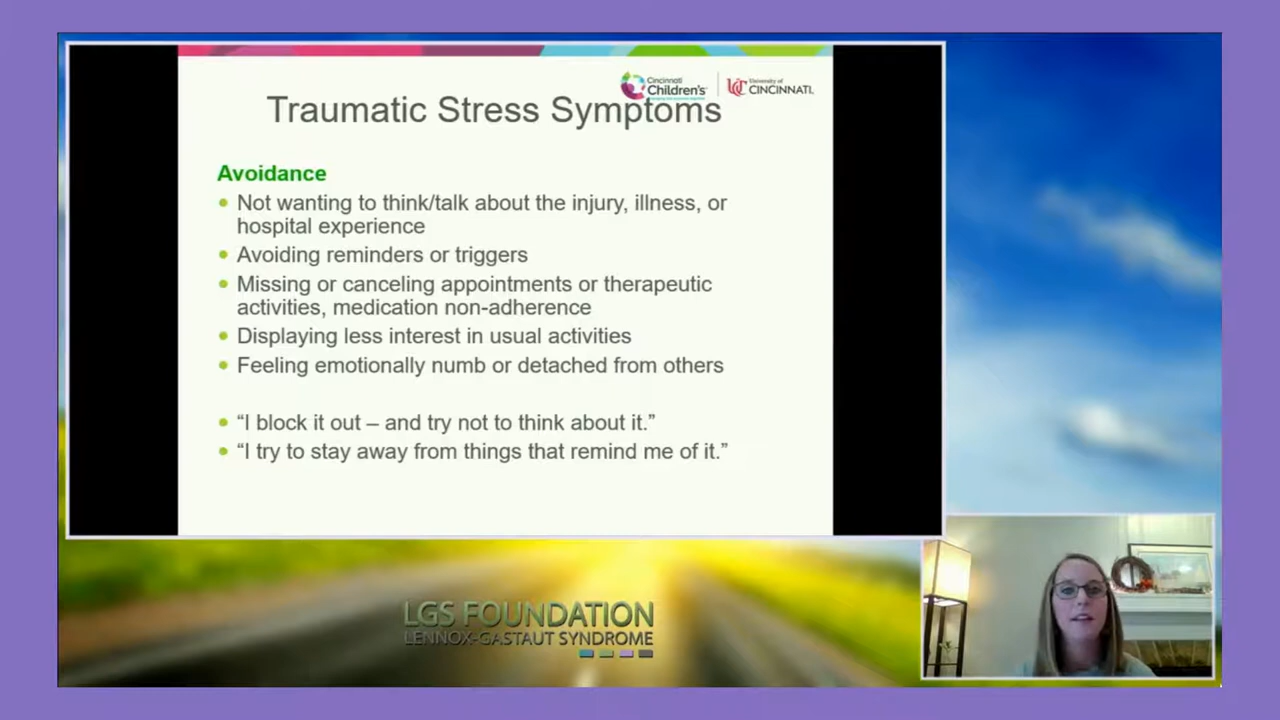 Cincinnati
Children's
University of
CINCINNATI
Traumatic Stress Symptoms
Avoidance
• Not wanting to think/talk about the injury, illness, or
hospital experience
• Avoiding reminders or triggers
• Missing or canceling appointments or therapeutic
activities, medication non-adherence
• Displaying less interest in usual activities
• Feeling emotionally numb or detached from others
• “I block it out – and try not to think about it.”
• “I try to stay away from things that remind me of it.”
LGS FOUNDATION
LENNOX-GASTAUT SYNDROME